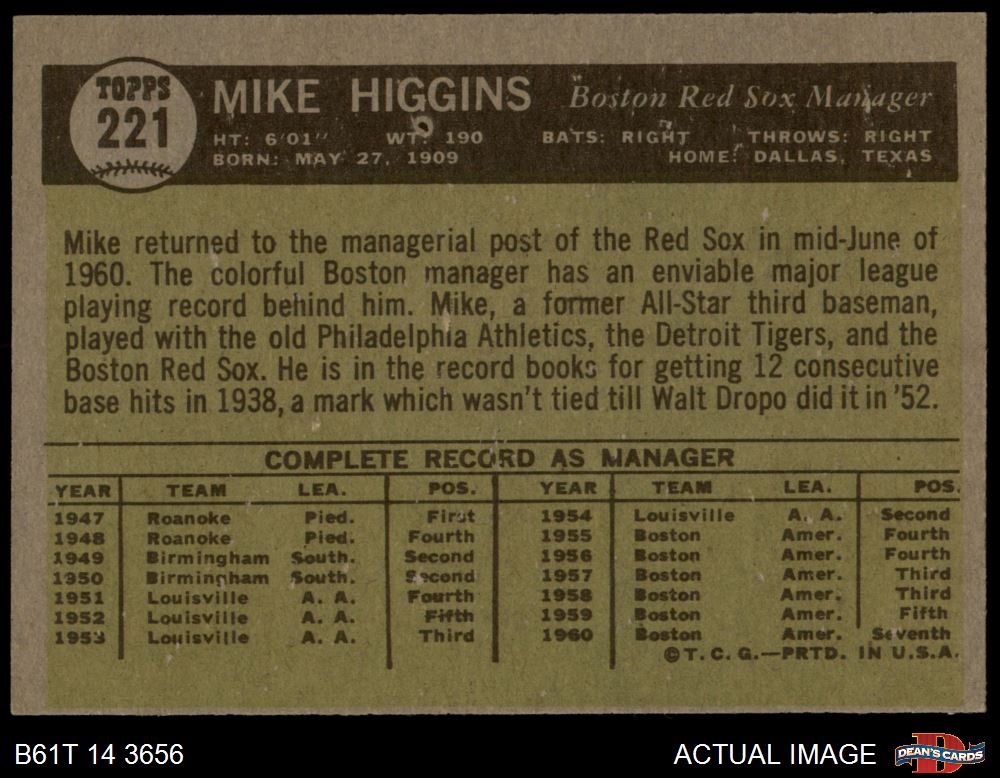 TOPPS
221
MIKE HIGGINS Boston Red Sox Manager
HT: 6'01" WT: 190 BATS: RIGHT THROWS: RIGHT
BORN: MAY 27, 1909 HOME: DALLAS, TEXAS
Mike returned to the managerial post of the Red Sox in mid-June of
1960. The colorful Boston manager has an enviable major league
playing record behind him. Mike, a former All-Star third baseman,
played with the old Philadelphia Athletics, the Detroit Tigers, and the
Boston Red Sox. He is in the record books for getting 12 consecutive
base hits in 1938, a mark which wasn't tied till Walt Dropo did it in '52.
COMPLETE RECORD AS MANAGER
YEAR TEAM LEA. POS. YEAR TEAM LEA. POS.
1947 Roanoke Pied. First 1954 Louisville A. A. Second
1948 Roanoke Pied. Fourth 1955 Boston Amer. Fourth
1949 Birmingham South. Second 1956 Boston Amer. Fourth
1950 Birmingham South. Second 1957 Boston Amer. Third
1951 Louisville A. A. Fourth 1958 Boston Amer. Third
1952 Louisville A. A. Fifth 1959 Boston Amer. Fifth
1953 Louisville A. A. Third 1960 Boston Amer. Seventh
©T. C. G.—PRTD. IN U.S.A.
B61T 14 3656 ACTUAL IMAGE DEAN'S CARDS